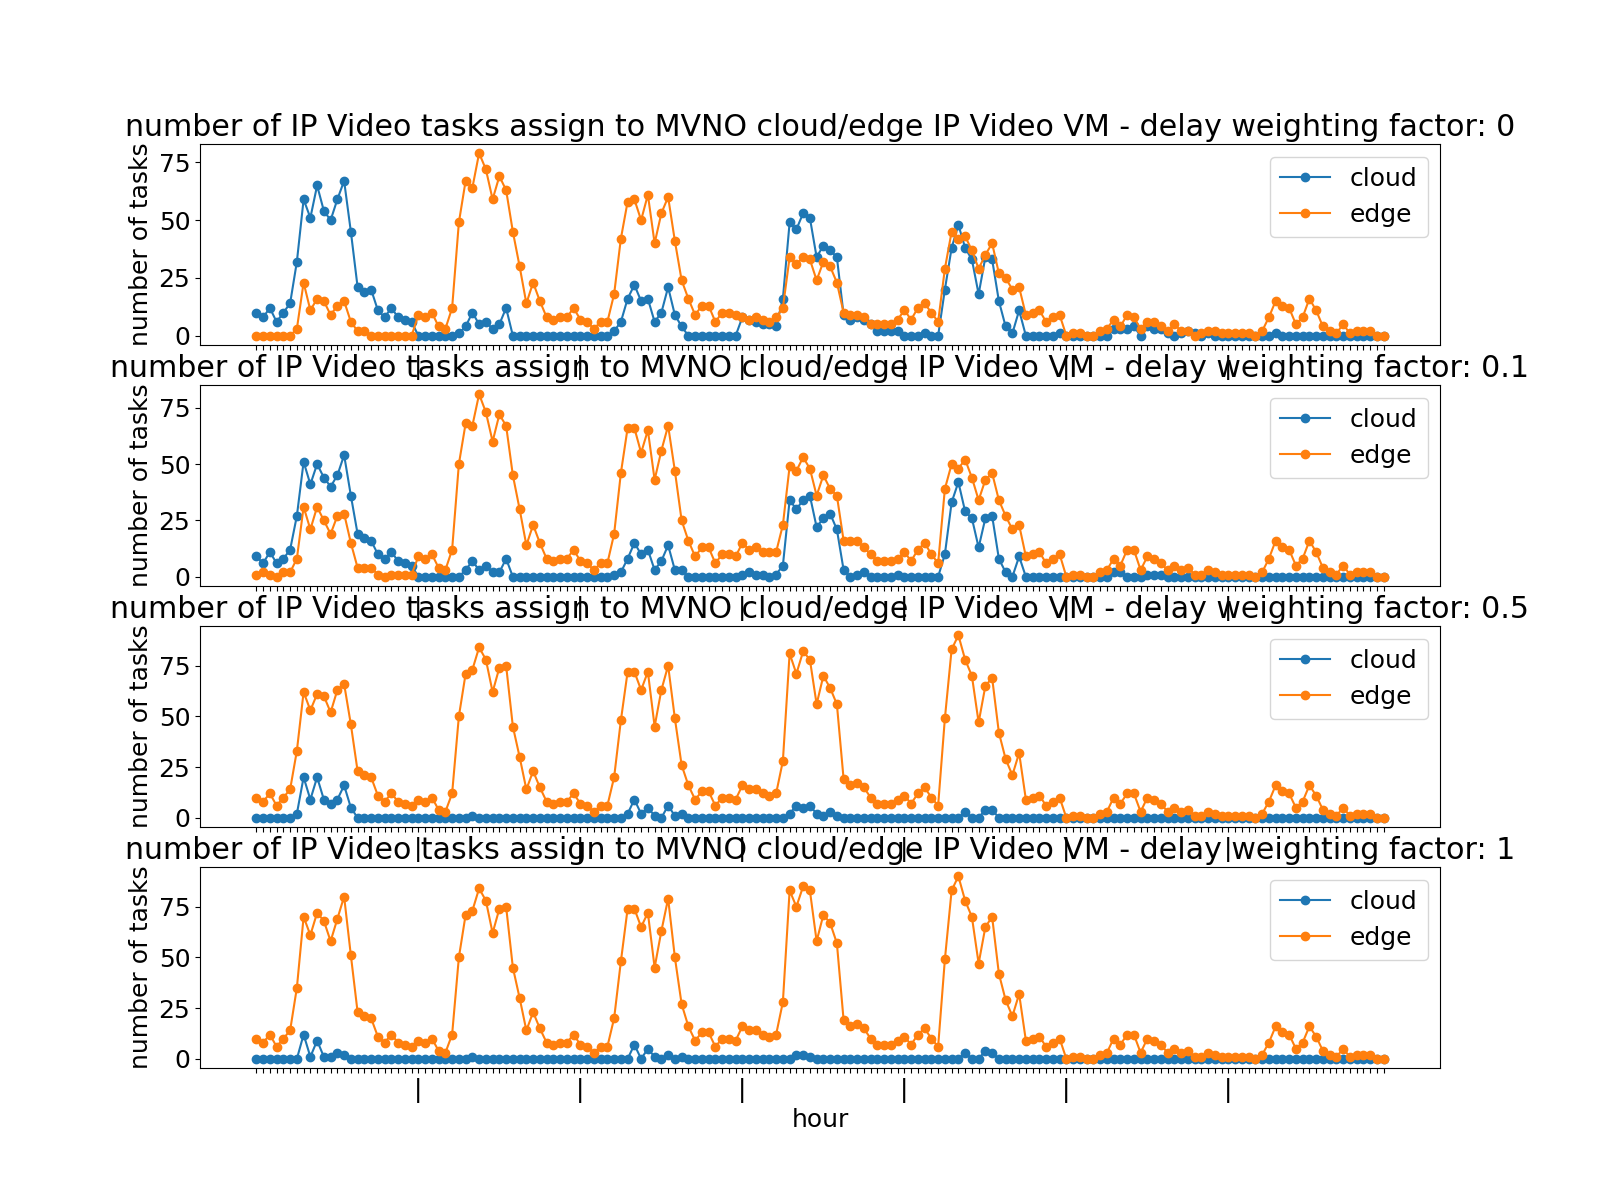 number of IP Video tasks assign to MVNO cloud/edge IP Video VM - delay weighting factor: 0
number of tasks
75
50
25
0
cloud
edge
number of IP Video tasks assign to MVNO cloud/edge IP Video VM - delay weighting factor: 0.1
number of tasks
75
50
25
0
cloud
edge
number of IP Video tasks assign to MVNO cloud/edge IP Video VM - delay weighting factor: 0.5
number of tasks
75
50
25
0
cloud
edge
number of IP Video tasks assign to MVNO cloud/edge IP Video VM - delay weighting factor: 1
number of tasks
75
50
25
0
cloud
edge
| | | | | |
hour